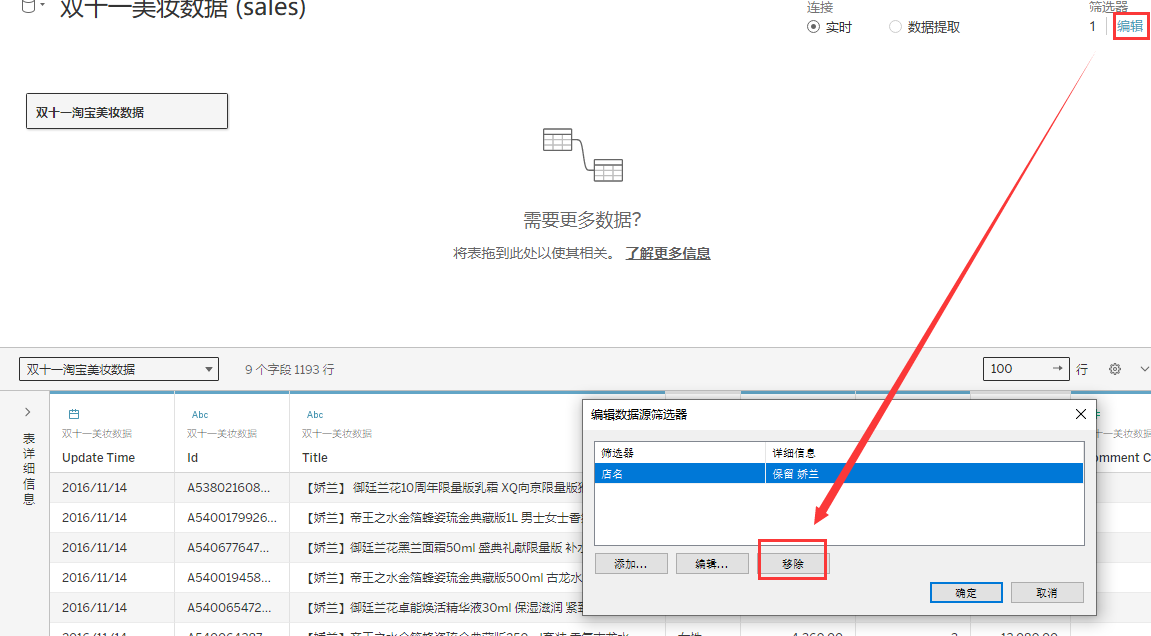 双十一美妆数据 (sales)
连接
实时
数据提取
筛选器
1
编辑
双十一淘宝美妆数据
需要更多数据?
将表拖到此处以使其相关。 了解更多信息
双十一淘宝美妆数据
9 个字段 1193 行
100
行
表详细信息
Abc
Abc
双十一美妆数据
双十一美妆数据
双十一美妆数据
Update Time
Id
Title
2016/11/14 A538021608... 【娇兰】 御廷兰花10周年限量版乳霜 XQ向京限量版
2016/11/14 A5400179926... 【娇兰】帝王之水金箔蜂姿琉金典藏版1L 男士女士香
2016/11/14 A540677647... 【娇兰】御廷兰花黑兰面霜50ml 盛典礼献限量版 补水
2016/11/14 A540019458... 【娇兰】帝王之水金箔蜂姿琉金典藏版500ml 古龙水
2016/11/14 A540065472... 【娇兰】御廷兰花卓能焕活精华液30ml 保湿滋润 紧
编辑数据源筛选器
筛选器
详细信息
店名
保留 娇兰
添加...
编辑...
移除
确定
取消